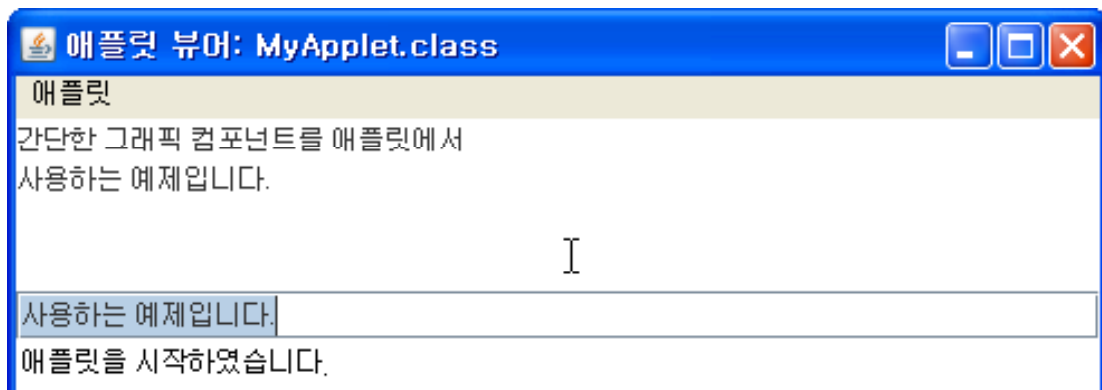 애플릿 뷰어: MyApplet.class
애플릿
간단한 그래픽 컴포넌트를 애플릿에서
사용하는 예제입니다.
사용하는 예제입니다.
애플릿을 시작하였습니다.